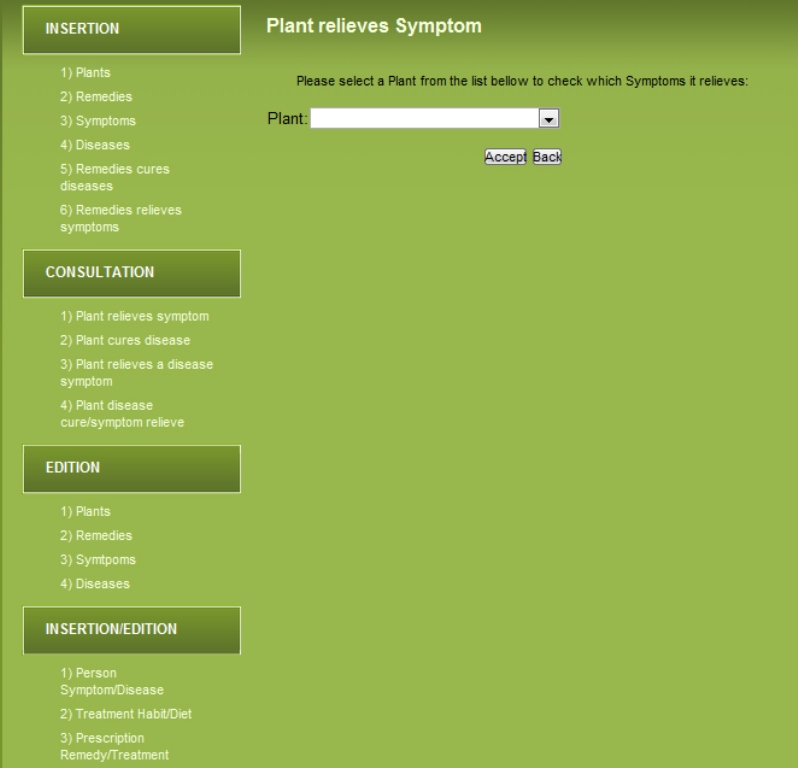 INSERTION
1) Plants
2) Remedies
3) Symptoms
4) Diseases
5) Remedies cures
diseases
6) Remedies relieves
symptoms
CONSULTATION
1) Plant relieves symptom
2) Plant cures disease
3) Plant relieves a disease
symptom
4) Plant disease
cure/symptom relieve
EDITION
1) Plants
2) Remedies
3) Symtpoms
4) Diseases
INSERTION/EDITION
1) Person
Symptom/Disease
2) Treatment Habit/Diet
3) Prescription
Remedy/Treatment
Plant relieves Symptom
Please select a Plant from the list bellow to check which Symptoms it relieves:
Plant:
Accept Back